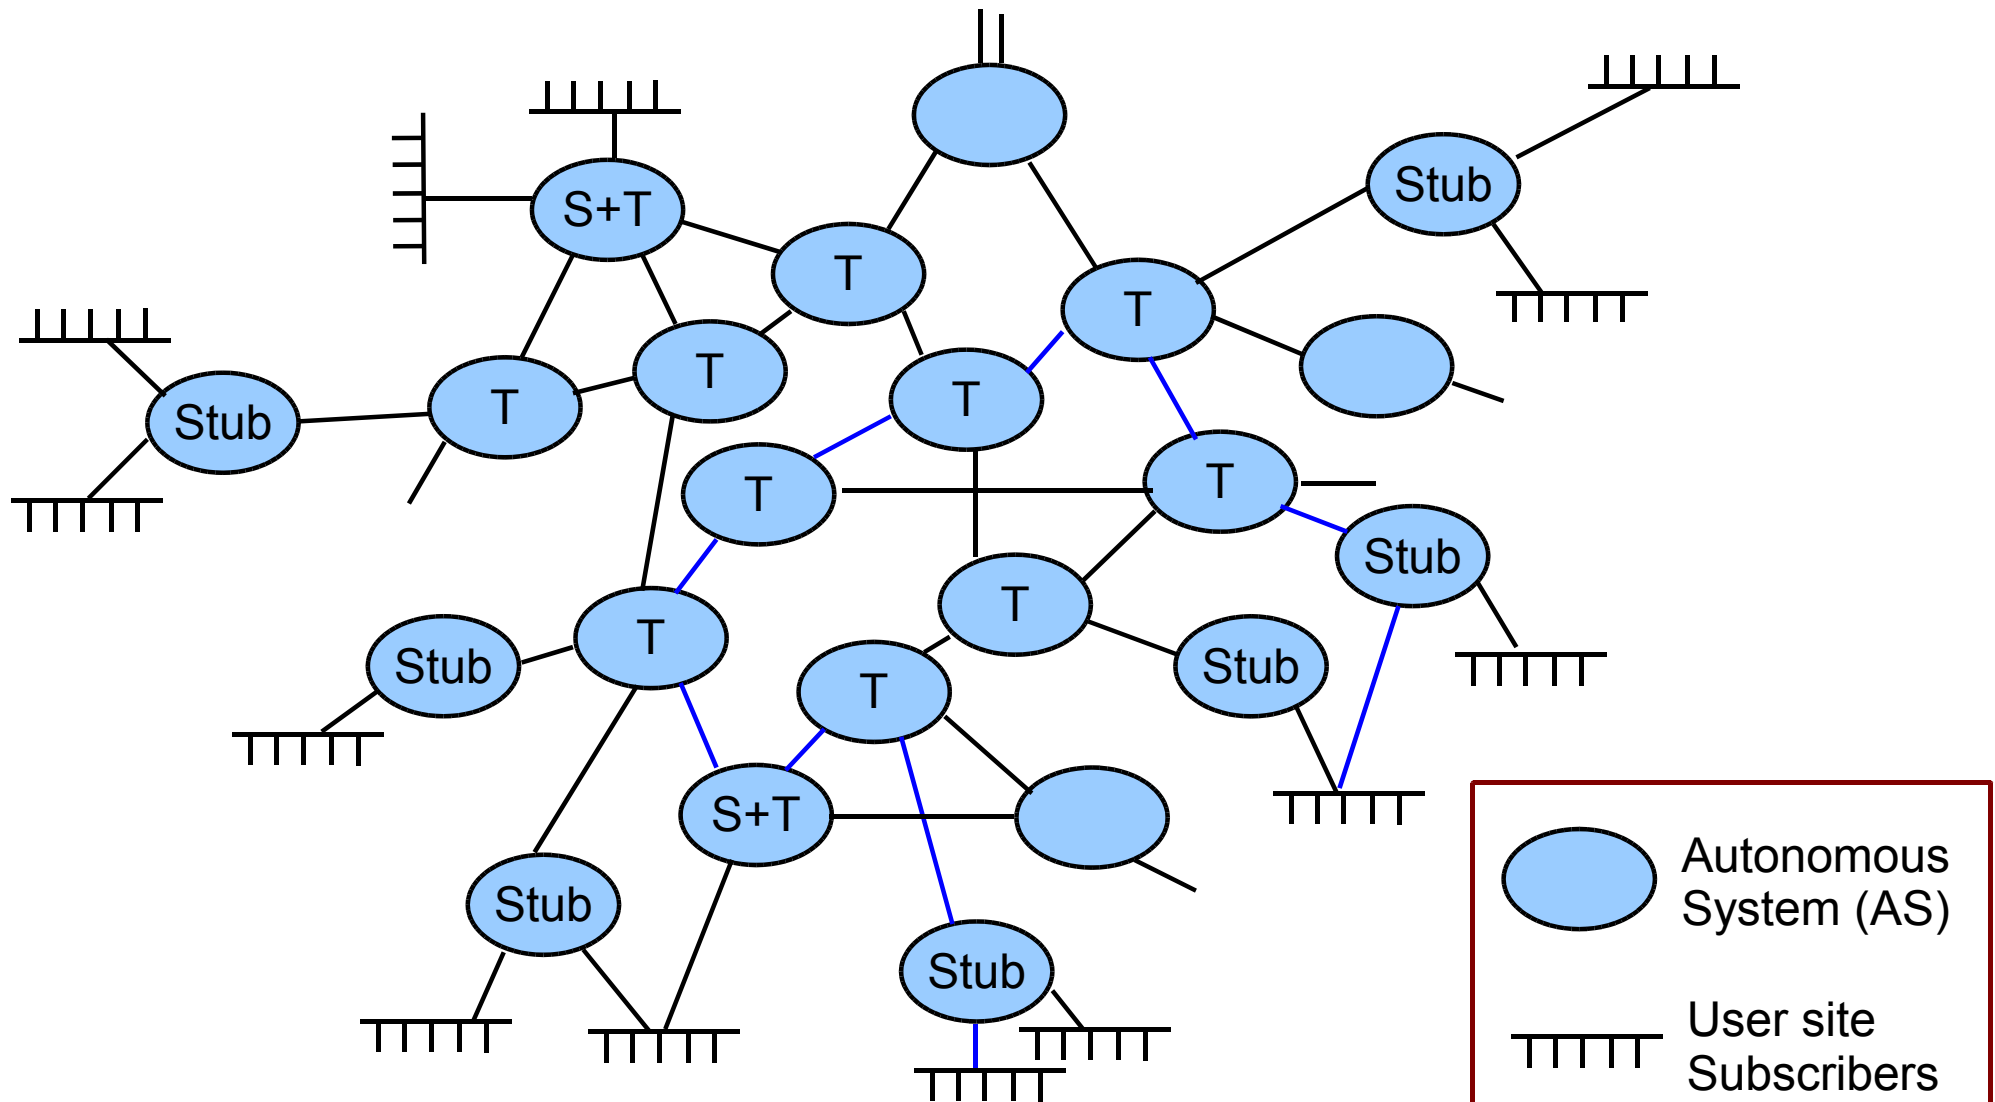 Stub
S+T
T
T
T
T
Stub
T
T
T
Stub
T
Stub
T
Stub
T
S+T
Stub
Stub
Autonomous
System (AS)
User site
Subscribers